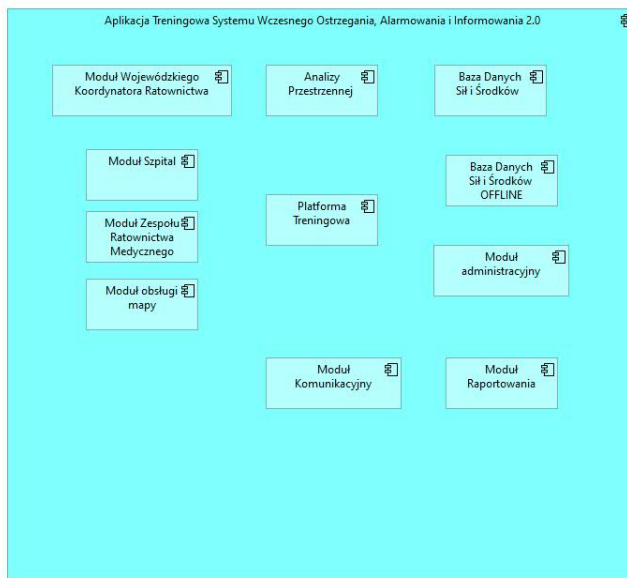 Aplikacja Treningowa Systemu Wczesnego Ostrzegania, Alarmowania i Informowania 2.0
Moduł Wojewódzkiego
Koordynatora Ratownictwa
Analizy
Przestrzennej
Baza Danych
Sił i Środków
Moduł Szpital
Baza Danych
Sił i Środków
OFFLINE
Platforma
Treningowa
Moduł Zespołu
Ratownictwa
Medycznego
Moduł
administracyjny
Moduł obsługi
mapy
Moduł
Komunikacyjny
Moduł
Raportowania